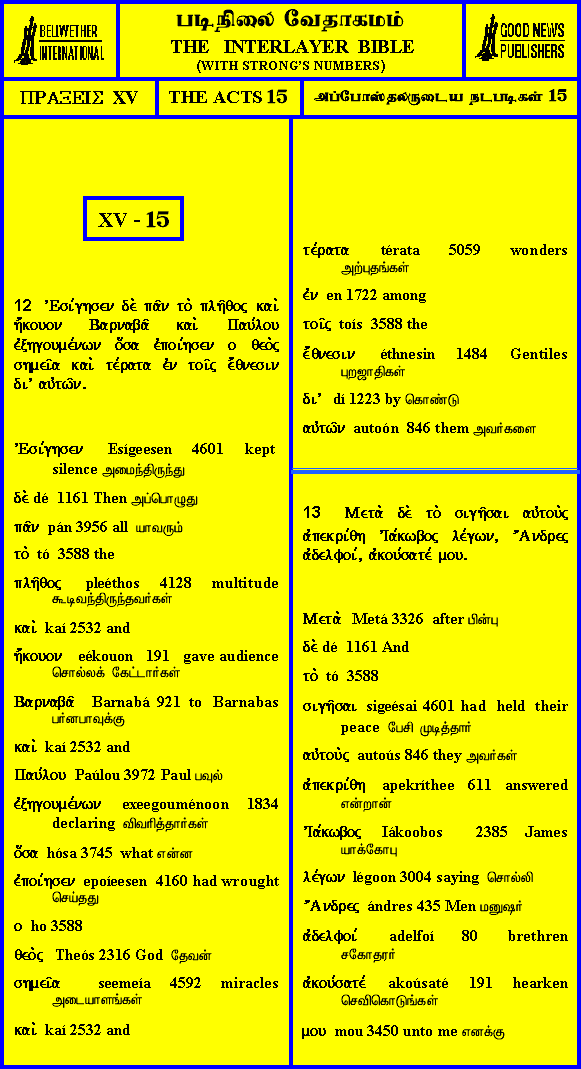 BELLWETHER
INTERNATIONAL
படிநிலை வேதாகமம்
THE INTERLAYER BIBLE
(WITH STRONG'S NUMBERS)
GOOD NEWS
PUBLISHERS
ΠΡΑΞΕΙΣ XV
THE ACTS 15
அப்போஸ்தலருடைய நடபடிகள் 15
XV - 15
12 Ἐσίγησεν δὲ πᾶν τὸ πλῆθος καὶ
ἤκουον Βαρναβᾶ καὶ Παύλου
ἐξηγουμένων ὅσα ἐποίησεν ο θεὸς
σημεῖα καὶ τέρατα ἐν τοῖς ἔθνεσιν
δι' αὐτῶν.
Ἐσίγησεν Esígeesen 4601 kept
silence அமைந்திருந்து
δὲ dé 1161 Then அப்பொழுது
πᾶν pán 3956 all யாவரும்
τὸ tó 3588 the
πλῆθος pleéthos 4128 multitude
கூடிவந்திருந்தவர்கள்
καὶ kaí 2532 and
ἤκουον eékouon 191 gave audience
சொல்லக் கேட்டார்கள்
Βαρναβᾶ Barnabá 921 to Barnabas
பர்னபாவுக்கு
καὶ kaí 2532 and
Παύλου Paúlou 3972 Paul பவுல்
ἐξηγουμένων exeegouménoon 1834
declaring விவரித்தார்கள்
ὅσα hósa 3745 what என்ன
ἐποίησεν epoíeesen 4160 had wrought
செய்தது
ο ho 3588
θεὸς Theós 2316 God தேவன்
σημεῖα seemeía 4592 miracles
அடையாளங்கள்
καὶ kaí 2532 and
τέρατα térata 5059 wonders
அற்புதங்கள்
ἐν en 1722 among
τοῖς toís 3588 the
ἔθνεσιν éthnesin 1484 Gentiles
புறஜாதிகள்
δι' dí 1223 by கொண்டு
αὐτῶν autoón 846 them அவர்களை
13 Μετὰ δὲ τὸ σιγῆσαι αὐτοὺς
ἀπεκρίθη Ἰάκωβος λέγων, Ἄνδρες
ἀδελφοί, ἀκούσατέ μου.
Μετὰ Metá 3326 after பின்பு
δὲ dé 1161 And
τὸ tó 3588
σιγῆσαι sigeésai 4601 had held their
peace பேசி முடித்தார்
αὐτοὺς autoús 846 they அவர்கள்
ἀπεκρίθη apekríthee 611 answered
என்றான்
Ἰάκωβος Iákoobos 2385 James
யாக்கோபு
λέγων légoon 3004 saying சொல்லி
Ἄνδρες ándres 435 Men மனுஷர்
ἀδελφοί adelfoí 80 brethren
சகோதரர்
ἀκούσατέ akoúsaté 191 hearken
செவிகொடுங்கள்
μου mou 3450 unto me எனக்கு